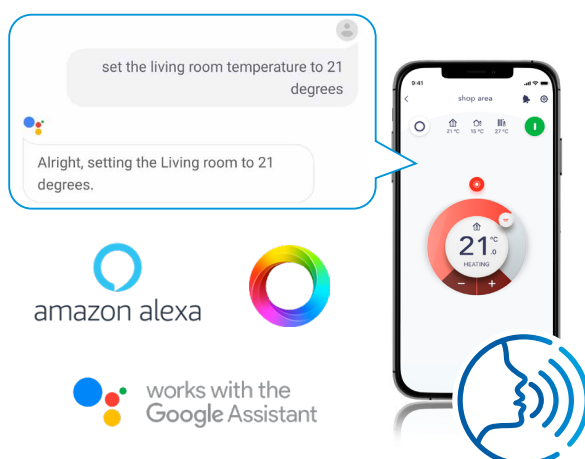 set the living room temperature to 21
degrees
Alright, setting the Living room to 21
degrees.
9:41
shop area
21 °C
15 °C
27 °C
21 °C
.0
HEATING
amazon alexa
works with the
Google Assistant